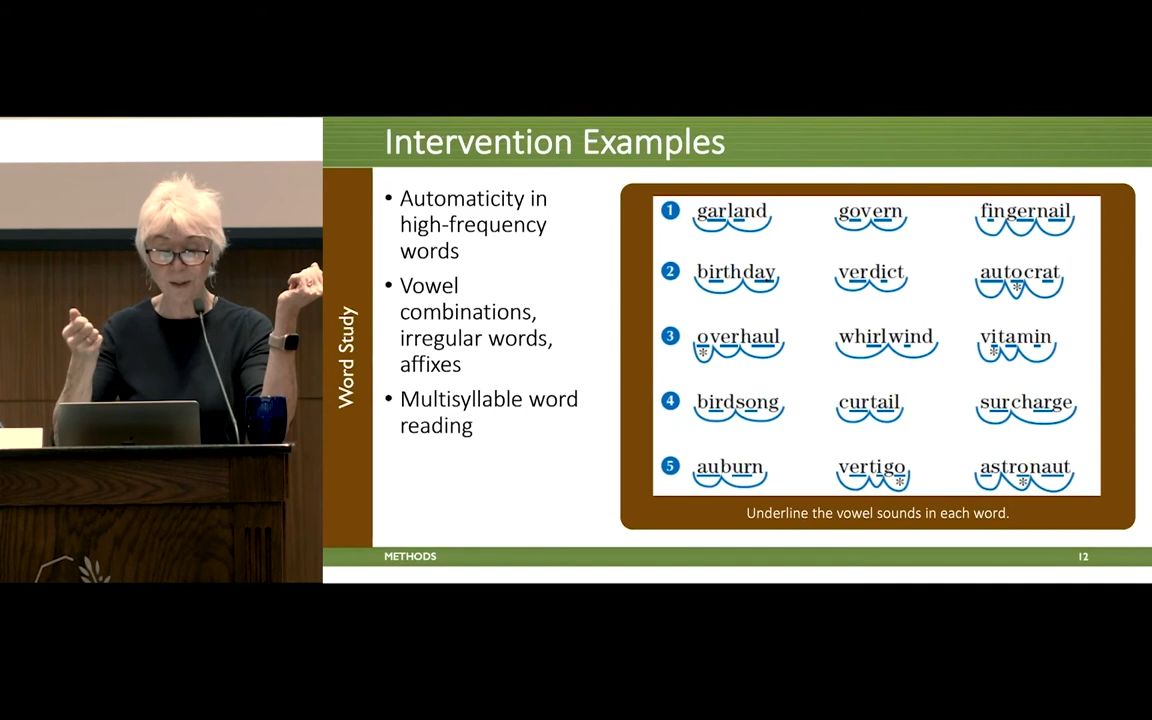 Intervention Examples
Word Study
• Automaticity in
high-frequency
words
• Vowel
combinations,
irregular words,
affixes
• Multisyllable word
reading
1 garland govern fingernail
2 birthday verdict autocrat
*
3 overhaul whirlwind vitamin
* *
4 birdsong curtail surcharge
5 auburn vertigo astronaut
* *
Underline the vowel sounds in each word.
METHODS 12